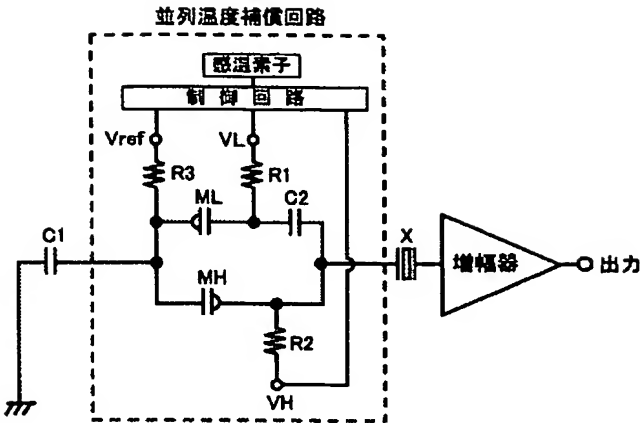 並列温度補償回路
感温素子
制御回路
Vref
VL
R3
R1
ML
C2
C1
X
増幅器
出力
MH
R2
VH